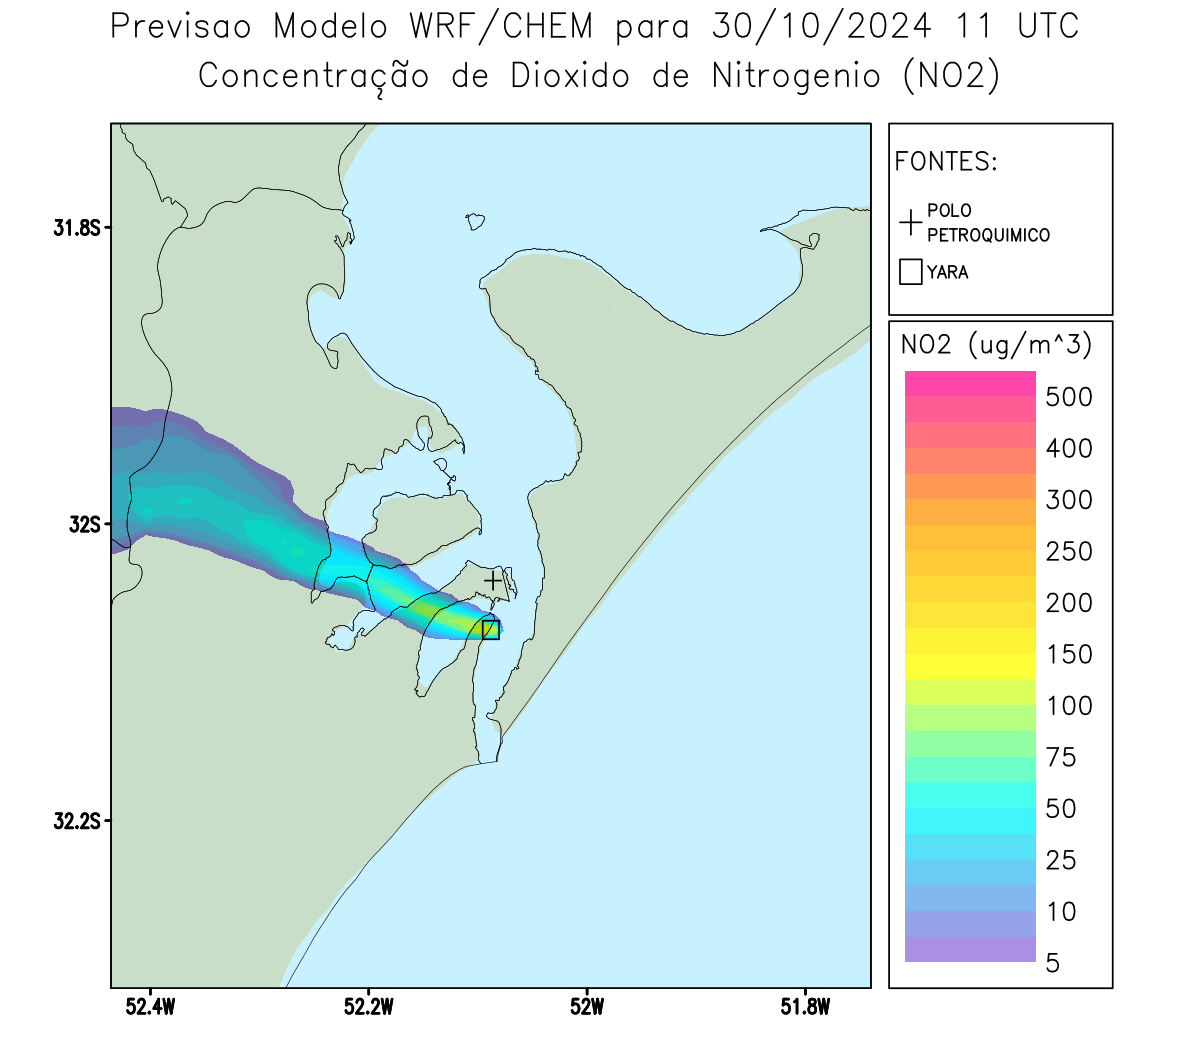 Previsao Modelo WRF/CHEM para 30/10/2024 11 UTC
Concentração de Dioxido de Nitrogenio (NO2)
FONTES:
POLO
PETROQUIMICO
YARA
31.8S
32S
32.2S
52.4W
52.2W
52W
51.8W
NO2 (ug/m^3)
500
400
300
250
200
150
100
75
50
25
10
5